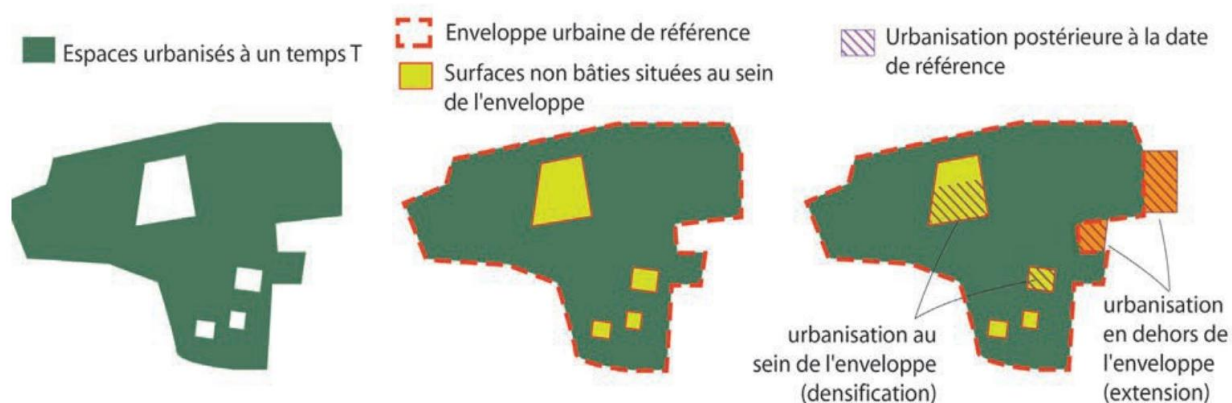 Espaces urbanisés à un temps T
Enveloppe urbaine de référence
Surfaces non bâties situées au sein
de l'enveloppe
Urbanisation postérieure à la date
de référence
urbanisation au
sein de l'enveloppe
(densification)
urbanisation
en dehors de
l'enveloppe
(extension)